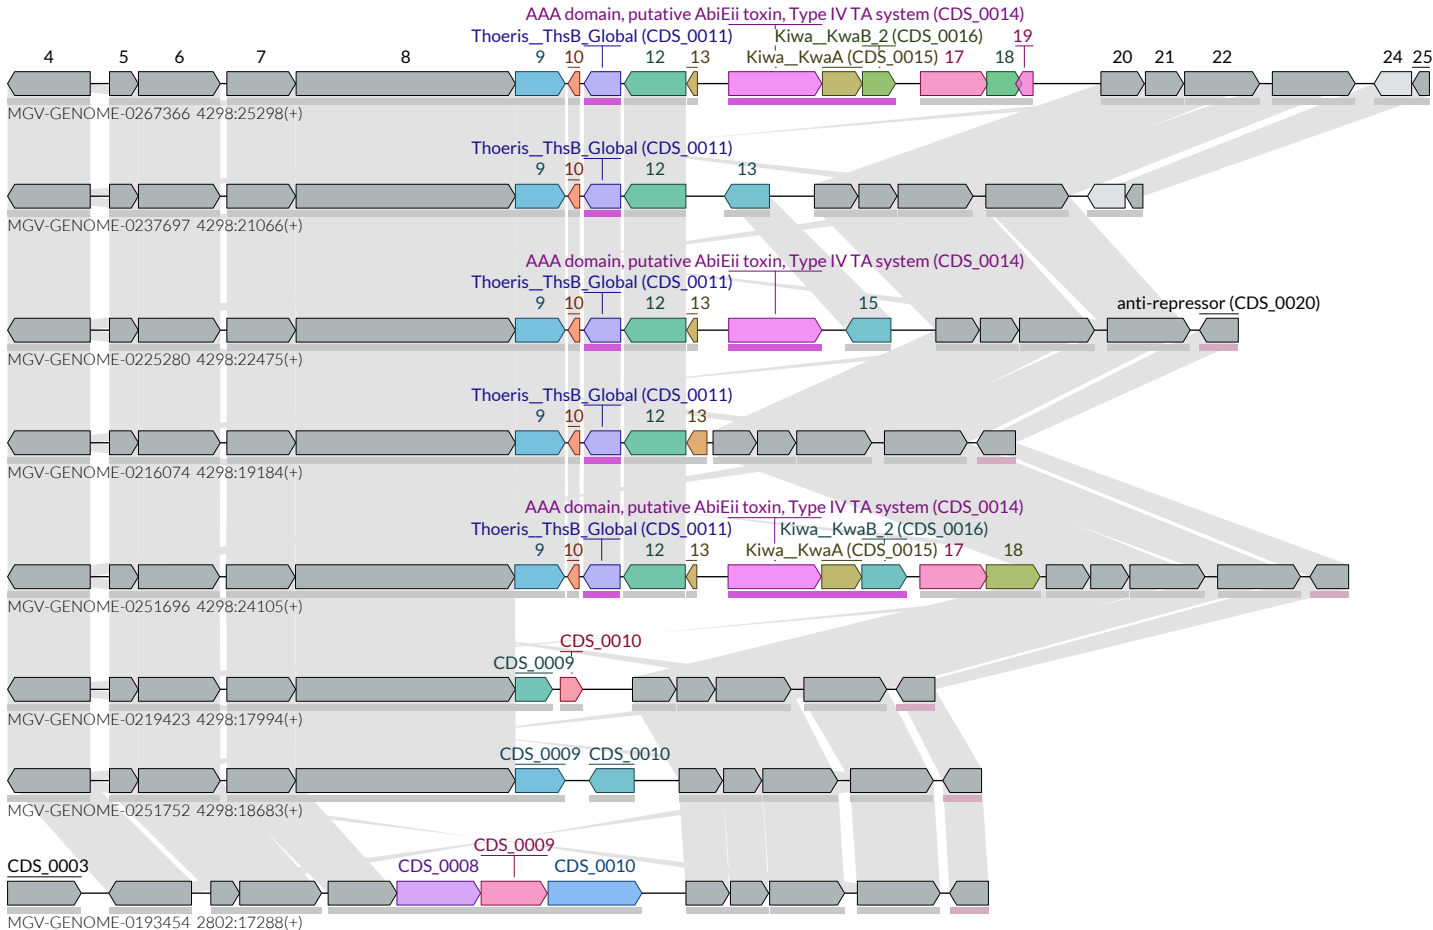 AAA domain, putative AbiEii toxin, Type IV TA system (CDS_0014)
Thoeris__ThsB_Global (CDS_0011) Kiwa__KwaB_2 (CDS_0016) 19
4 5 6 7 8 9 10 12 13 Kiwa__KwaA (CDS_0015) 17 18 20 21 22 24 25
MGV-GENOME-0267366 4298:25298(+)
Thoeris__ThsB_Global (CDS_0011)
9 10 12 13
MGV-GENOME-0237697 4298:21066(+)
AAA domain, putative AbiEii toxin, Type IV TA system (CDS_0014)
Thoeris__ThsB_Global (CDS_0011)
9 10 12 13 15 anti-repressor (CDS_0020)
MGV-GENOME-0225280 4298:22475(+)
Thoeris__ThsB_Global (CDS_0011)
9 10 12 13
MGV-GENOME-0216074 4298:19184(+)
AAA domain, putative AbiEii toxin, Type IV TA system (CDS_0014)
Thoeris__ThsB_Global (CDS_0011) Kiwa__KwaB_2 (CDS_0016)
9 10 12 13 Kiwa__KwaA (CDS_0015) 17 18
MGV-GENOME-0251696 4298:24105(+)
CDS_0010
CDS_0009
MGV-GENOME-0219423 4298:17994(+)
CDS_0009 CDS_0010
MGV-GENOME-0251752 4298:18683(+)
CDS_0009
CDS_0003 CDS_0008 CDS_0010
MGV-GENOME-0193454 2802:17288(+)